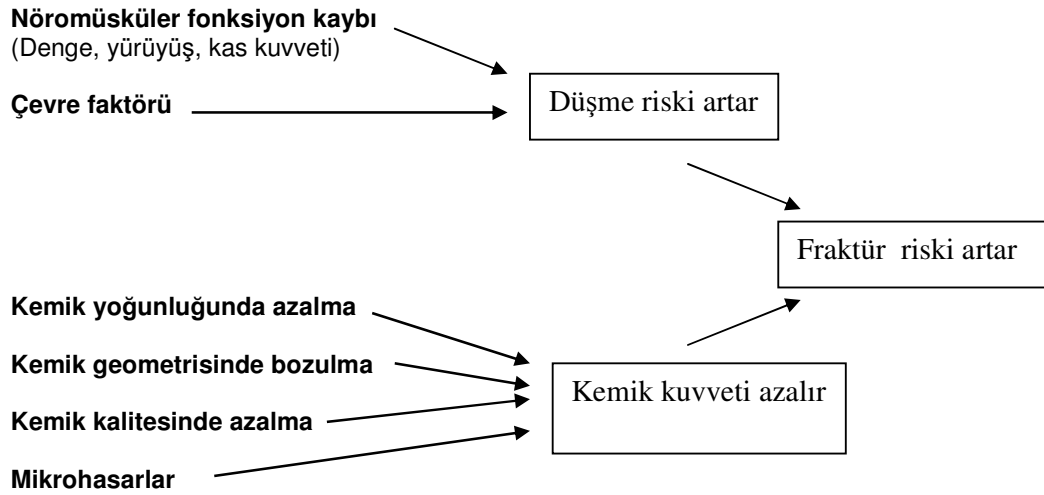 Nöromüsküler fonksiyon kaybı
(Denge, yürüyüş, kas kuvveti)
Çevre faktörü
Düşme riski artar
Fraktür riski artar
Kemik yoğunluğunda azalma
Kemik geometrisinde bozulma
Kemik kuvveti azalır
Kemik kalitesinde azalma
Mikrohasarlar